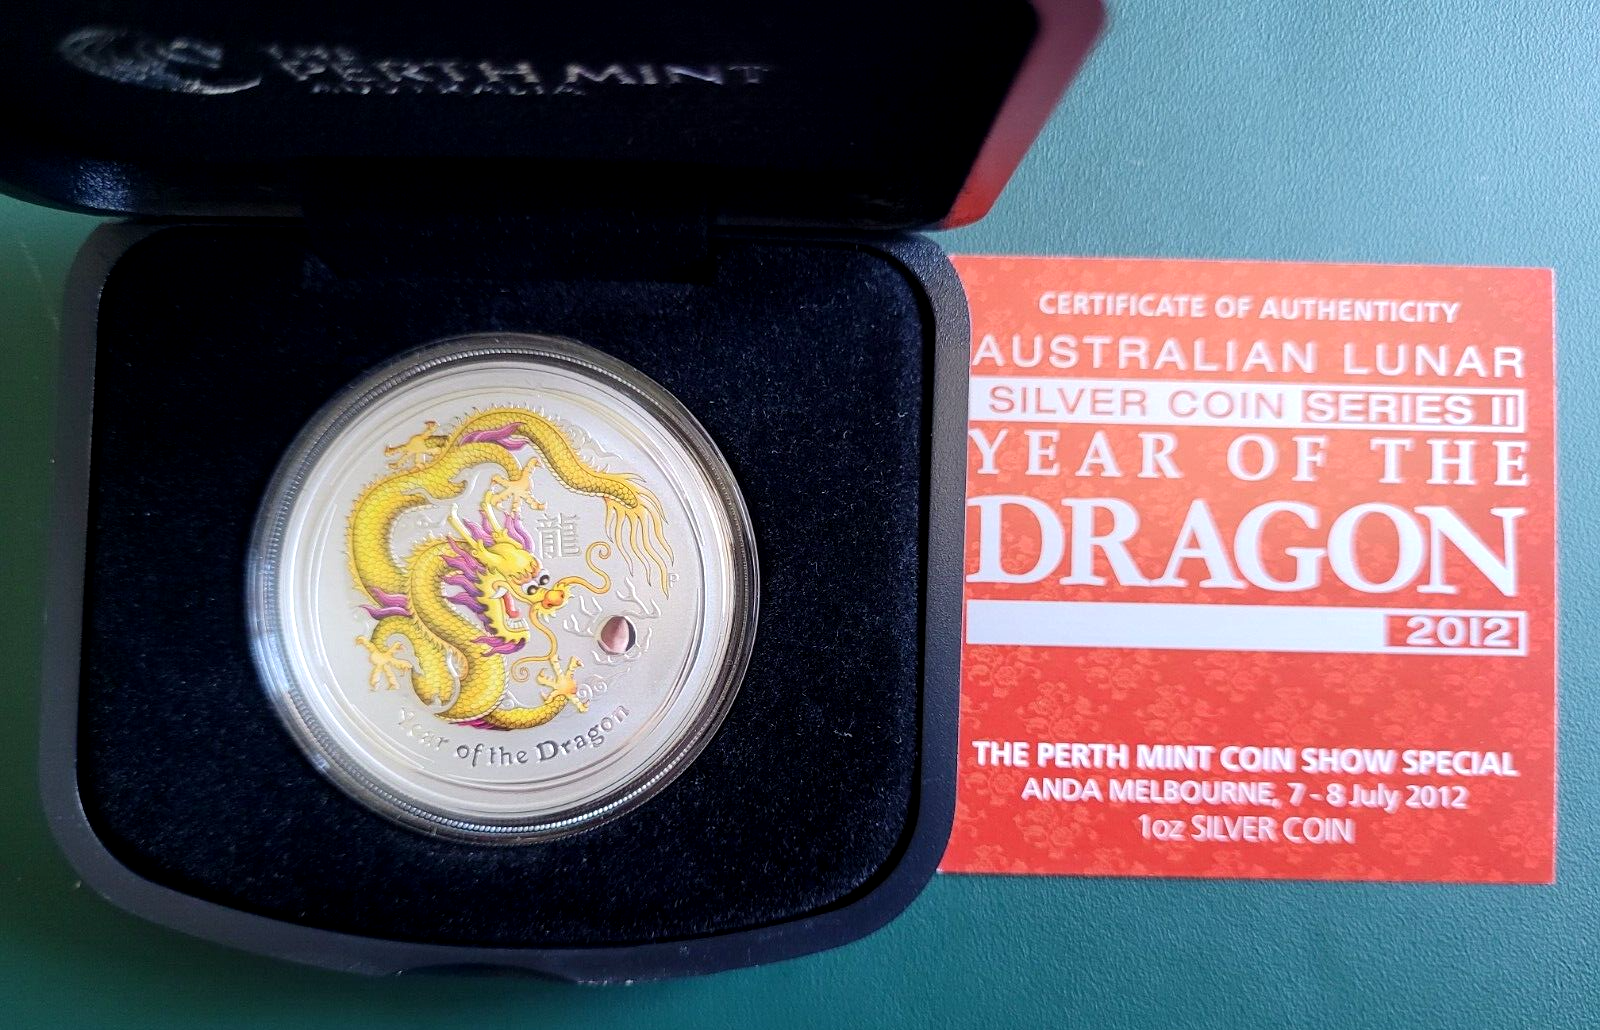 THE
PERTH MINT
AUSTRALIA
龍
P
Year of the Dragon
CERTIFICATE OF AUTHENTICITY
AUSTRALIAN LUNAR
SILVER COIN SERIES II
YEAR OF THE
DRAGON
2012
THE PERTH MINT COIN SHOW SPECIAL
ANDA MELBOURNE, 7 - 8 July 2012
1oz SILVER COIN